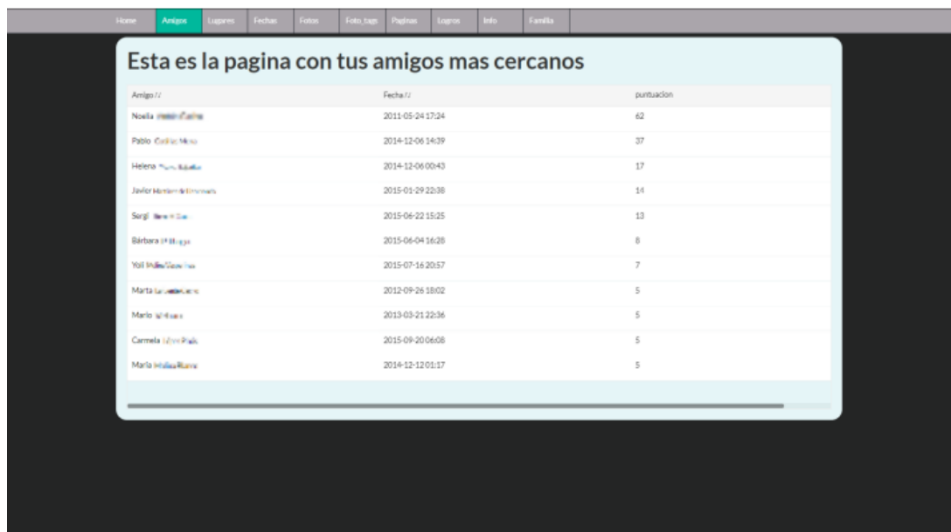 Home Amigos Lugares Fechas Fotos Foto_tags Paginas Logros Info Familia
Esta es la pagina con tus amigos mas cercanos
Amigo // Fecha // puntuacion
Noelia 2011-05-24 17:24 62
Pablo 2014-12-06 14:39 37
Helena 2014-12-06 00:43 17
Javier 2015-01-29 22:38 14
Sergi 2015-06-22 15:25 13
Bárbara 2015-06-04 16:28 8
Yoli 2015-07-16 20:57 7
Marta 2012-09-26 18:02 5
Mario 2013-03-21 22:36 5
Carmela 2015-09-20 06:08 5
Maria 2014-12-12 01:17 5